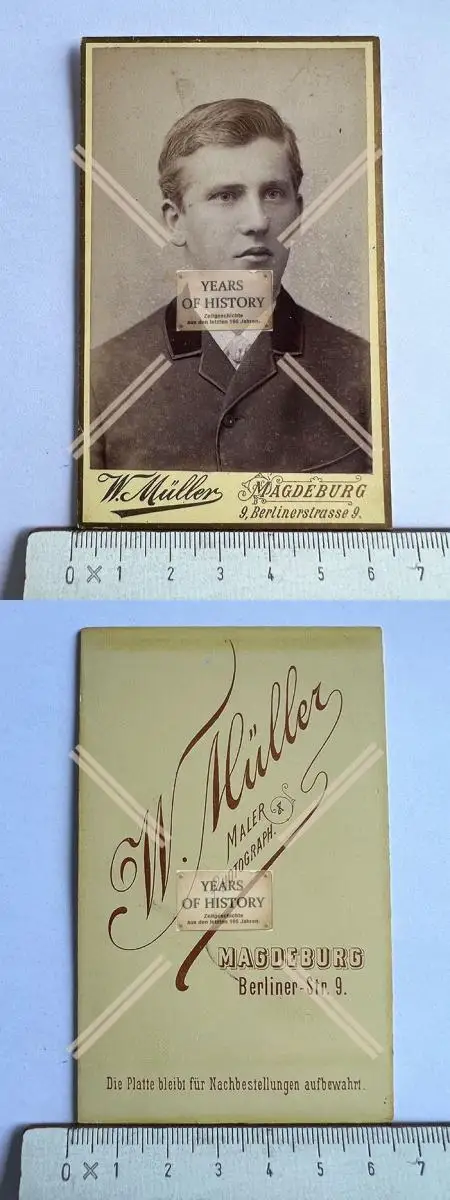 YEARS
OF HISTORY
Zeitgeschichte
aus den letzten 100 Jahren.
W. Müller MAGDEBURG
9, Berlinerstrasse 9.
0 1 2 3 4 5 6 7
W. Müller
MALER
&
PHOTOGRAPH.
YEARS
OF HISTORY
Zeitgeschichte
aus den letzten 100 Jahren.
MAGDEBURG
Berliner-Str. 9.
Die Platte bleibt für Nachbestellungen aufbewahrt.
0 1 2 3 4 5 6 7